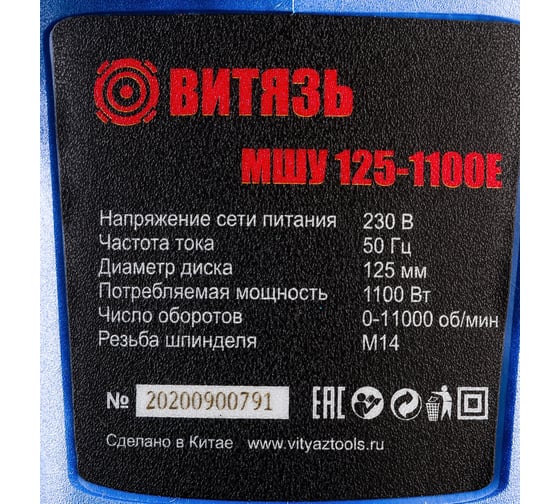 ВИТЯЗЬ
МШУ 125-1100Е
Напряжение сети питания 230 В
Частота тока 50 Гц
Диаметр диска 125 мм
Потребляемая мощность 1100 Вт
Число оборотов 0-11000 об/мин
Резьба шпинделя М14
№ 20200900791 EAC
Сделано в Китае www.vityaztools.ru